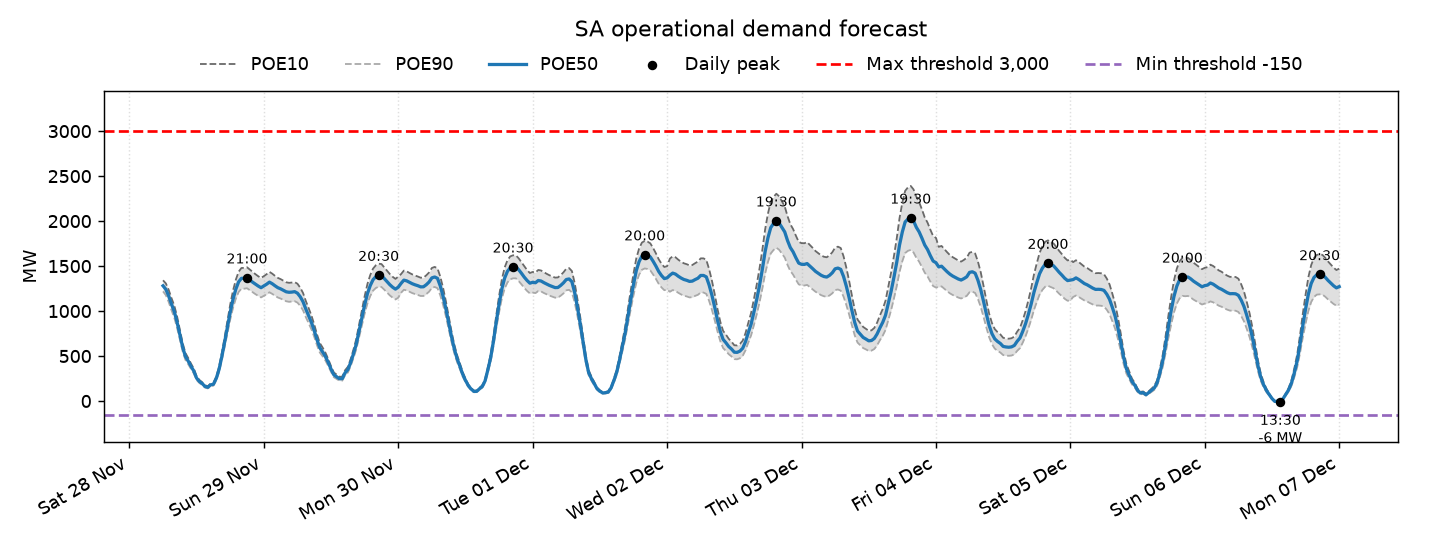 SA operational demand forecast
POE10 POE90 POE50 Daily peak Max threshold 3,000 Min threshold -150
MW
3000
2500
2000
1500
1000
500
0
21:00
20:30
20:30
20:00
19:30
19:30
20:00
20:00
20:30
13:30
-6 MW
Sat 28 Nov
Sun 29 Nov
Mon 30 Nov
Tue 01 Dec
Wed 02 Dec
Thu 03 Dec
Fri 04 Dec
Sat 05 Dec
Sun 06 Dec
Mon 07 Dec